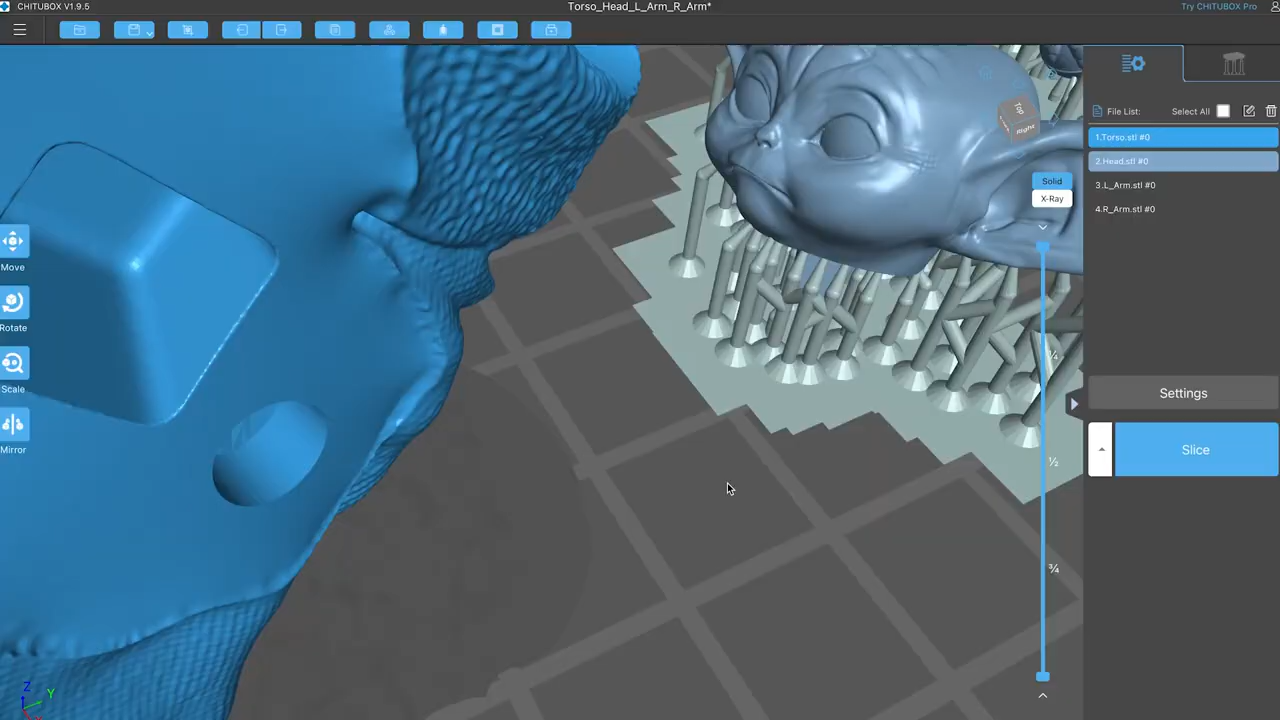 CHITUBOX V1.9.5
Torso_Head_L_Arm_R_Arm*
Try CHITUBOX Pro
File List:
Select All
1.Torso.stl #0
2.Head.stl #0
3.L_Arm.stl #0
4.R_Arm.stl #0
Top
Right
Solid
X-Ray
Move
Rotate
Scale
Mirror
¼
½
¾
Settings
Slice
Z
Y